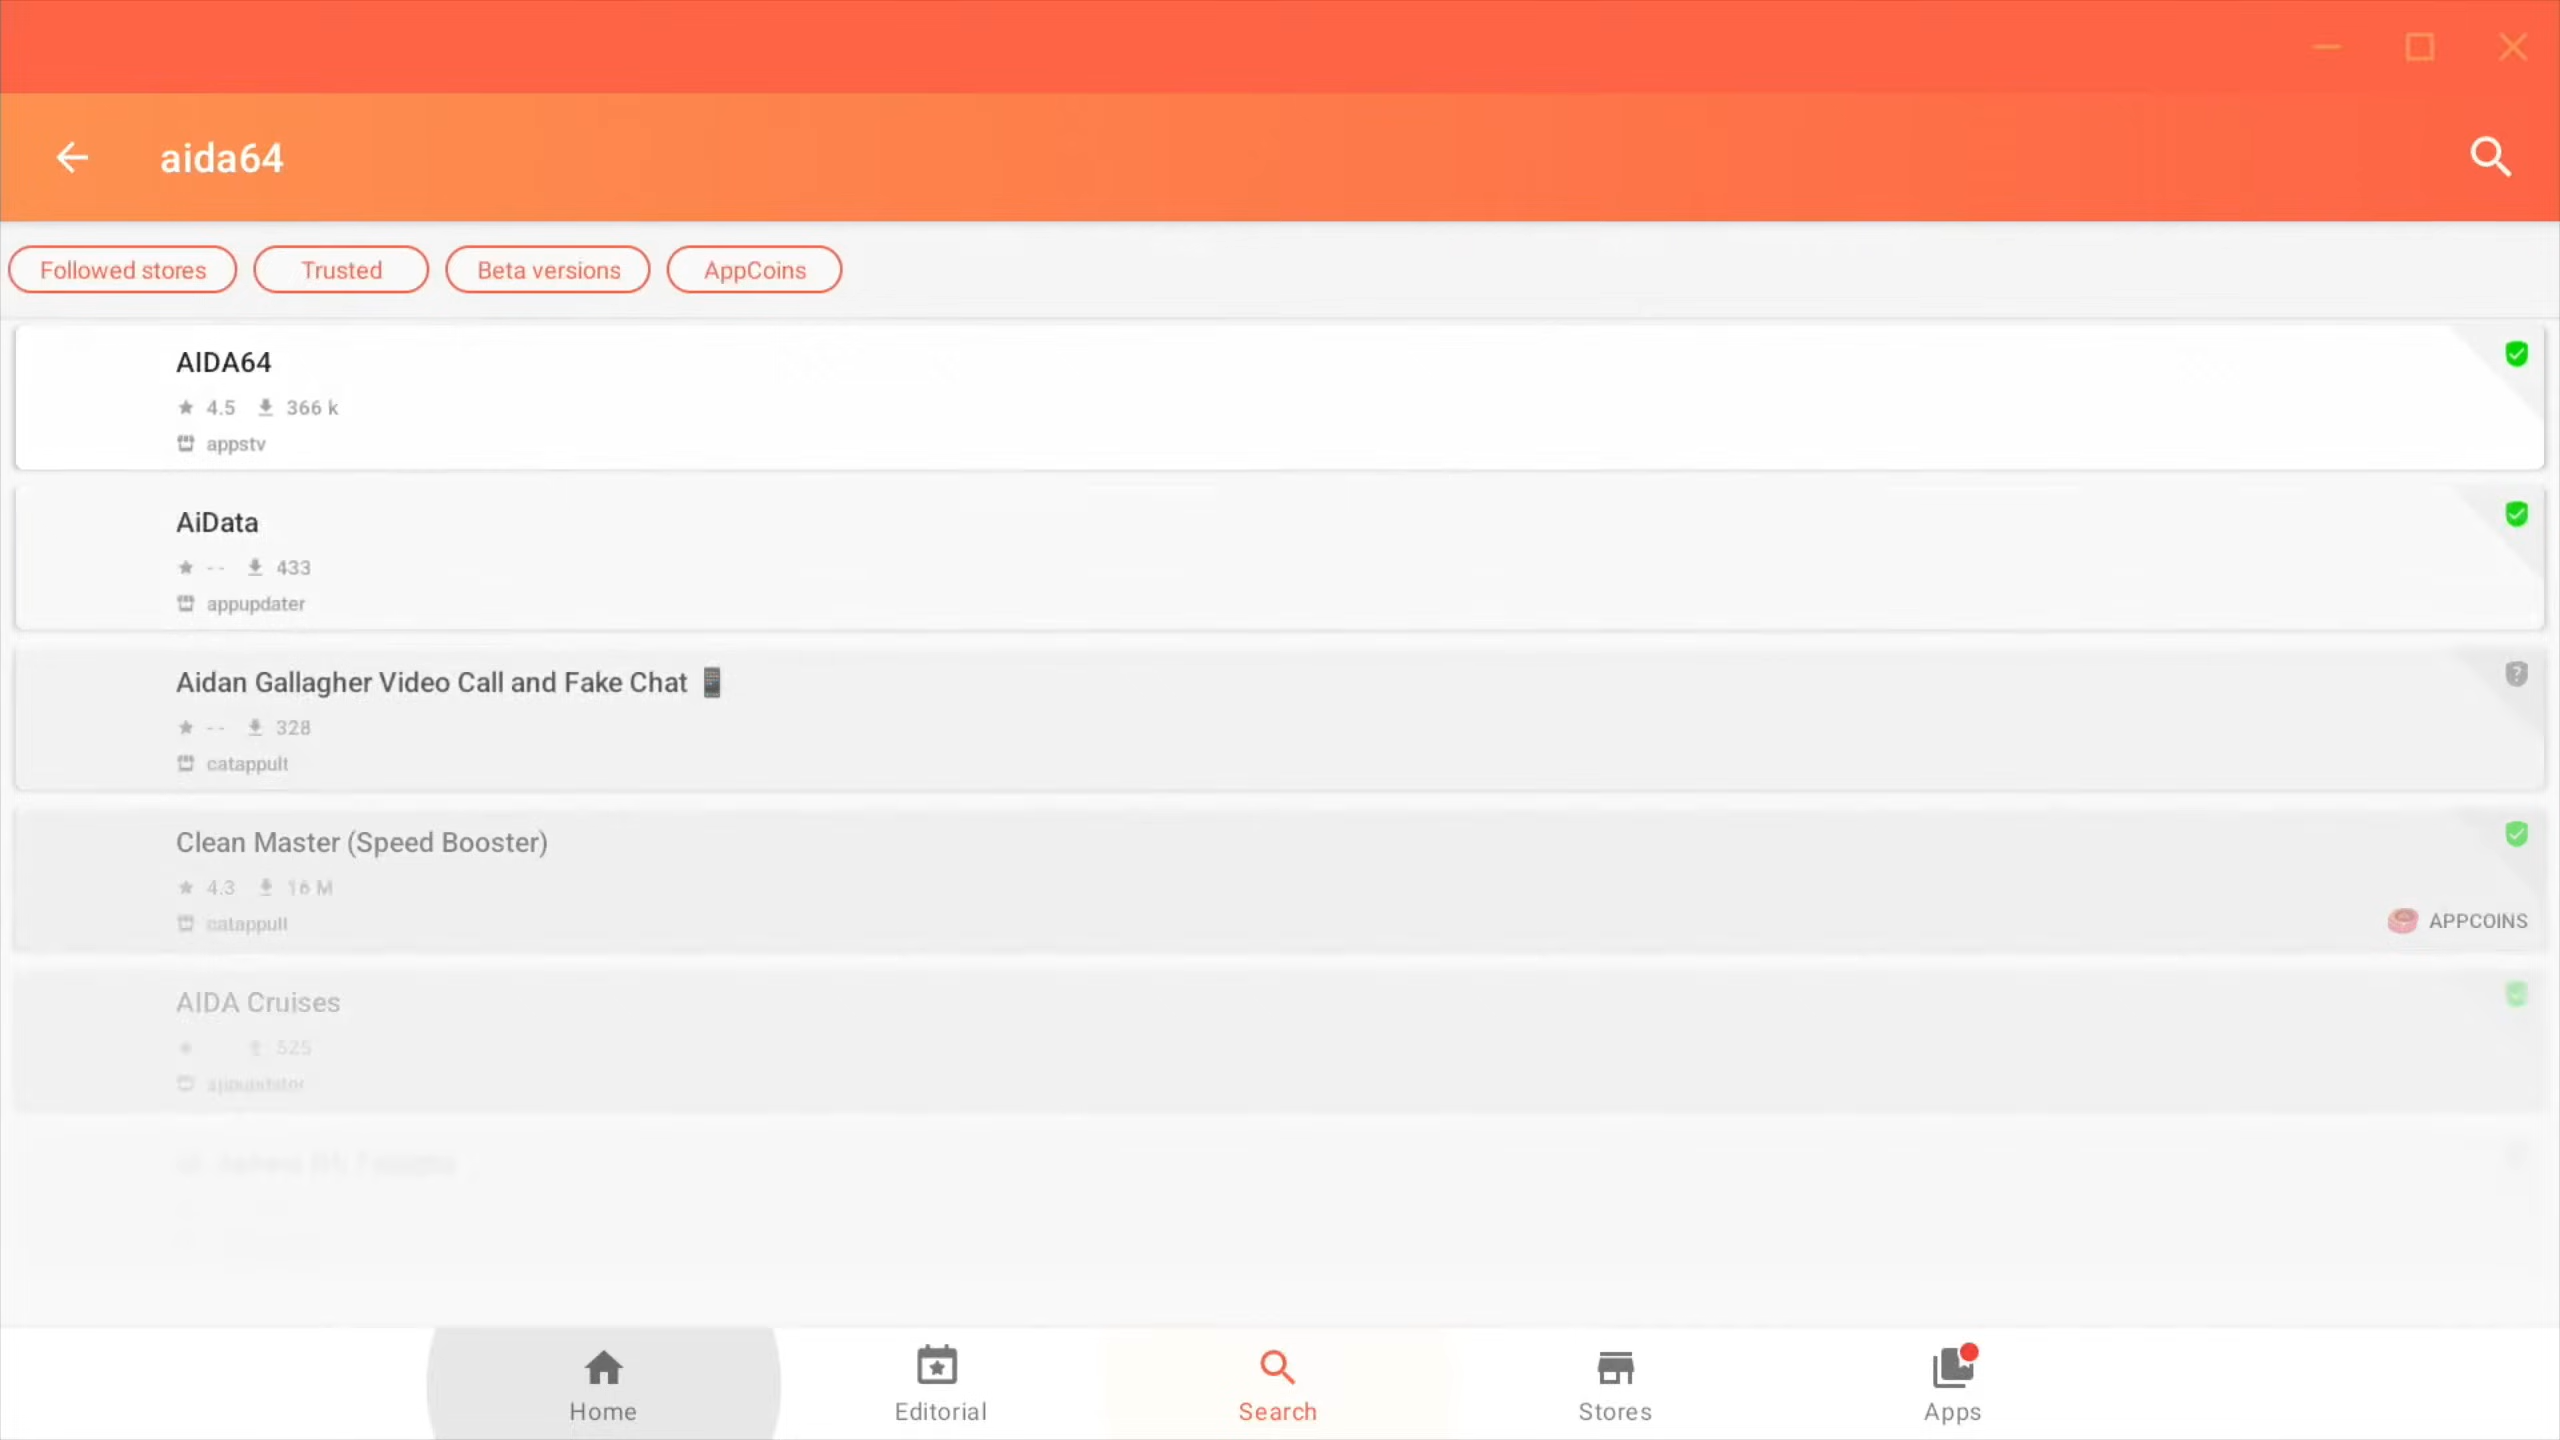 aida64
Followed stores
Trusted
Beta versions
AppCoins
AIDA64
4.5 366 k
appstv
AiData
-- 433
appupdater
Aidan Gallagher Video Call and Fake Chat
-- 328
catappult
Clean Master (Speed Booster)
4.3 16 M
catappult
APPCOINS
AIDA Cruises
525
Home
Editorial
Search
Stores
Apps